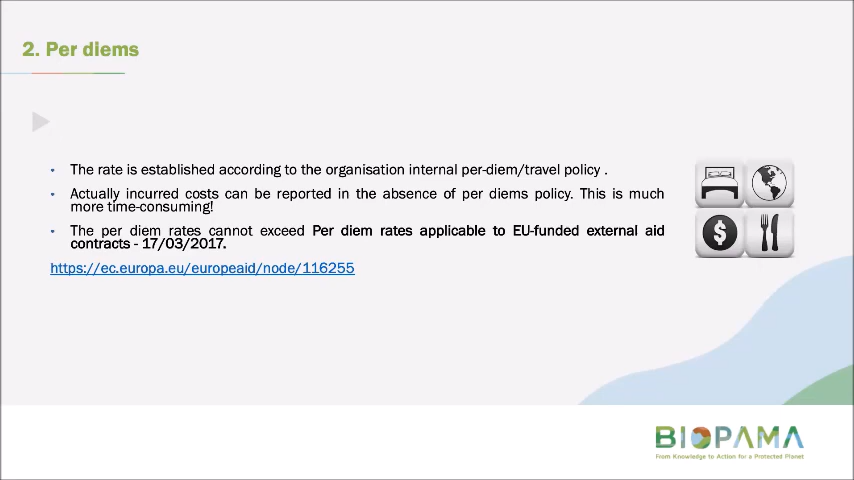 2. Per diems
• The rate is established according to the organisation internal per-diem/travel policy .
• Actually incurred costs can be reported in the absence of per diems policy. This is much
more time-consuming!
• The per diem rates cannot exceed Per diem rates applicable to EU-funded external aid
contracts - 17/03/2017.
https://ec.europa.eu/europeaid/node/116255
$
BIOPAMA
From Knowledge to Action for a Protected Planet